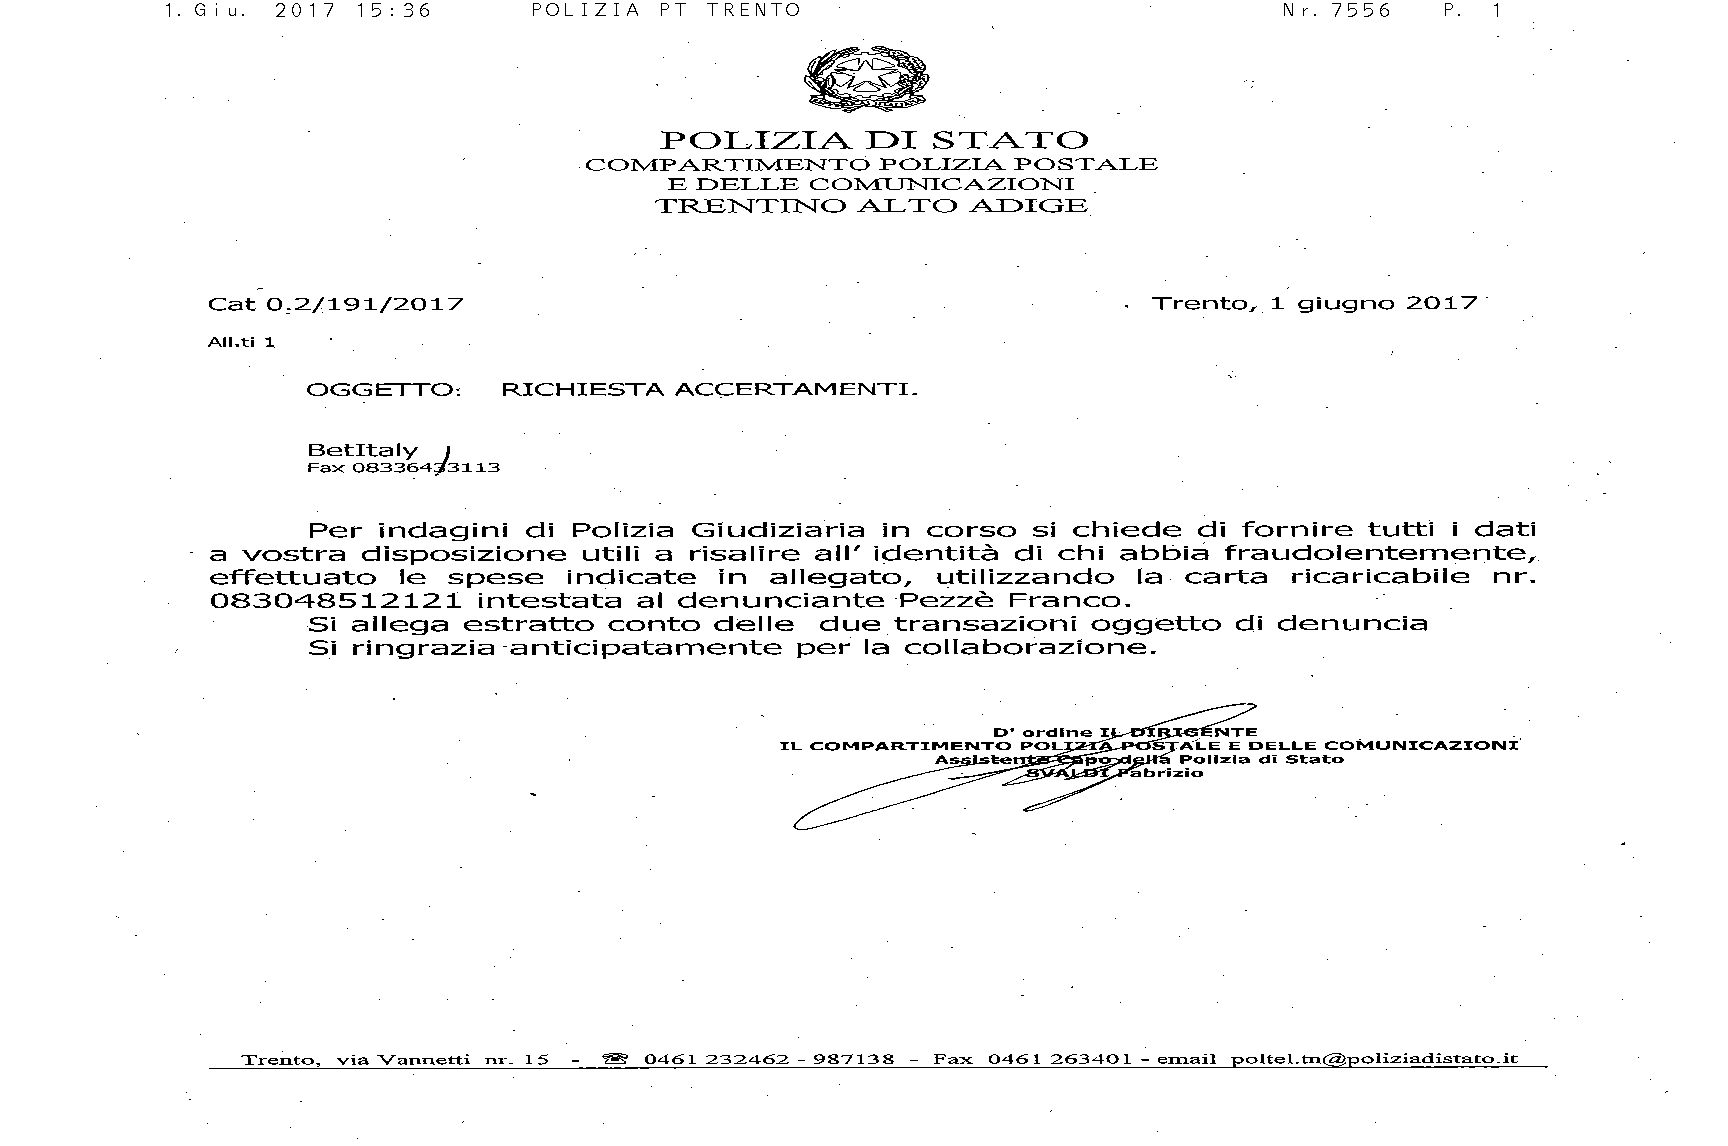 1. Giu. 2017 15:36 POLIZIA PT TRENTO Nr. 7556 P. 1
POLIZIA DI STATO
COMPARTIMENTO POLIZIA POSTALE
E DELLE COMUNICAZIONI
TRENTINO ALTO ADIGE
Cat 0.2/191/2017 Trento, 1 giugno 2017
All.ti 1
OGGETTO: RICHIESTA ACCERTAMENTI.
BetItaly
Fax
Per indagini di Polizia Giudiziaria in corso si chiede di fornire tutti i dati
a vostra disposizione utili a risalire all' identità di chi abbia fraudolentemente,
effettuato le spese indicate in allegato, utilizzando la carta ricaricabile nr.
083048512121 intestata al denunciante Pezzè Franco.
Si allega estratto conto delle due transazioni oggetto di denuncia
Si ringrazia anticipatamente per la collaborazione.
D' ordine IL DIRIGENTE
IL COMPARTIMENTO POLIZIA POSTALE E DELLE COMUNICAZIONI
Assistente Capo della Polizia di Stato
SVALDI Fabrizio
Trento, via Vannetti nr. 15 - ☎ 0461 232462 - 987138 - Fax 0461 263401 - email poltel.tn@poliziadistato.it